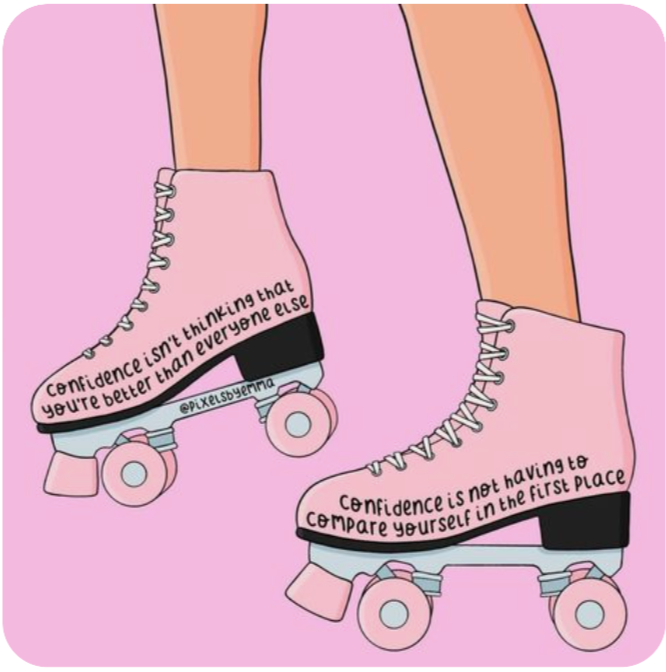 Confidence isn't thinking that
you're better than everyone else
@pixelsbyemma
Confidence is not having to
compare yourself in the first place